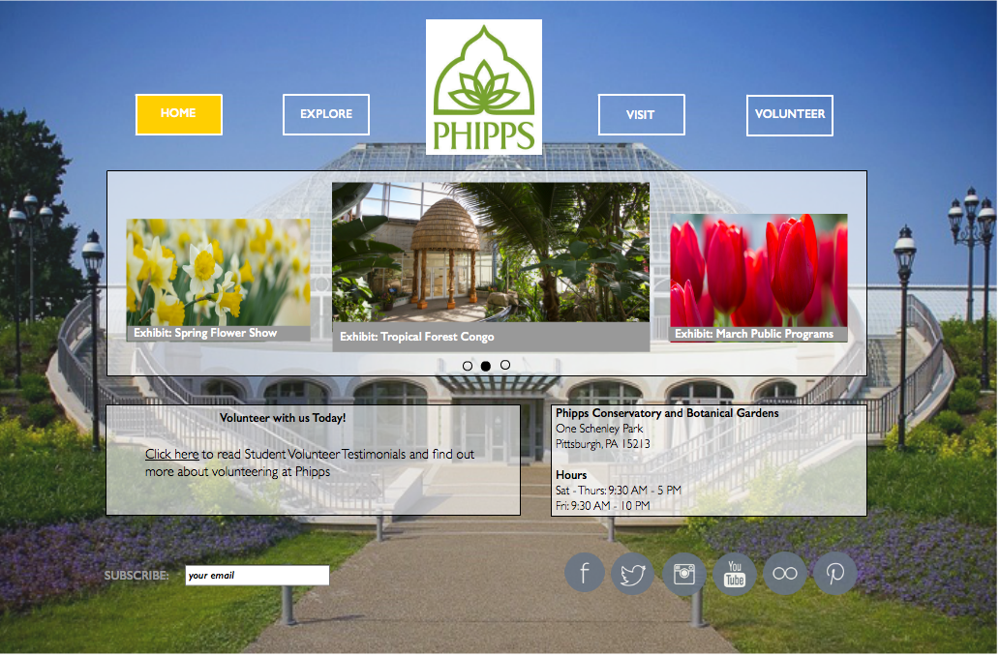 HOME
EXPLORE
PHIPPS
VISIT
VOLUNTEER
Exhibit: Spring Flower Show
Exhibit: Tropical Forest Congo
Exhibit: March Public Programs
Volunteer with us Today!
Click here to read Student Volunteer Testimonials and find out
more about volunteering at Phipps
Phipps Conservatory and Botanical Gardens
One Schenley Park
Pittsburgh, PA 15213
Hours
Sat - Thurs: 9:30 AM - 5 PM
Fri: 9:30 AM - 10 PM
SUBSCRIBE:
your email
f
You
Tube